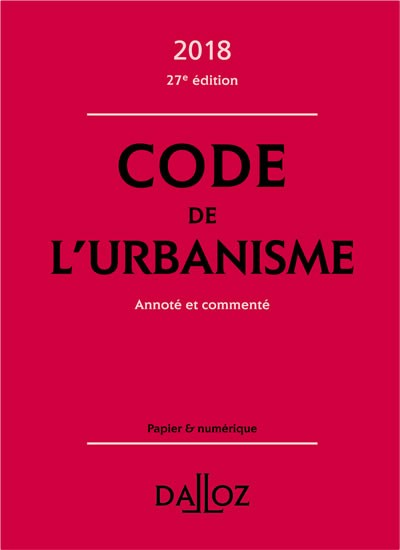 2018
27e édition
CODE
DE
L'URBANISME
Annoté et commenté
Papier & numérique
DALLOZ